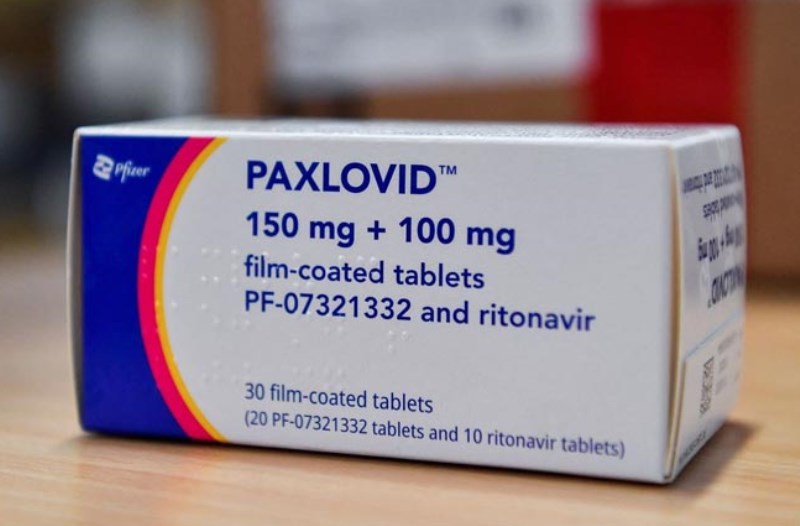 Pfizer
PAXLOVID™
150 mg + 100 mg
film-coated tablets
PF-07321332 and ritonavir
30 film-coated tablets
(20 PF-07321332 tablets and 10 ritonavir tablets)